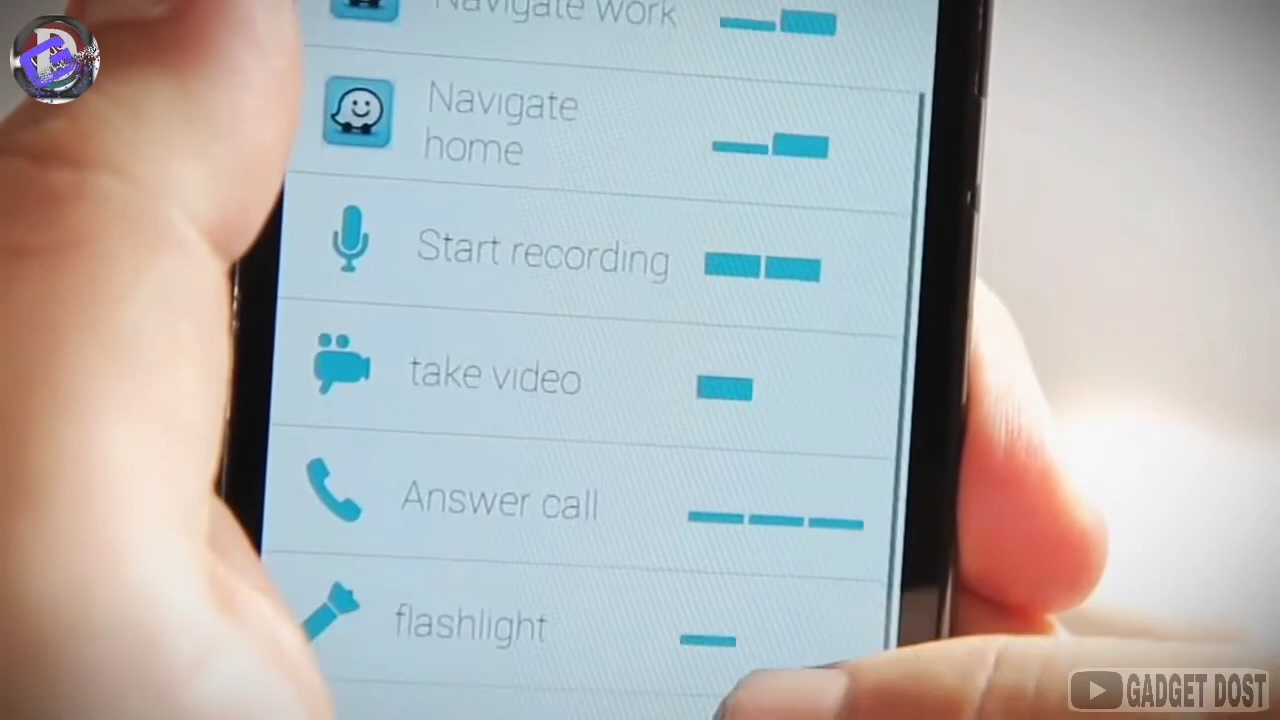 Navigate work
Navigate
home
Start recording
take video
Answer call
flashlight
GADGET DOST